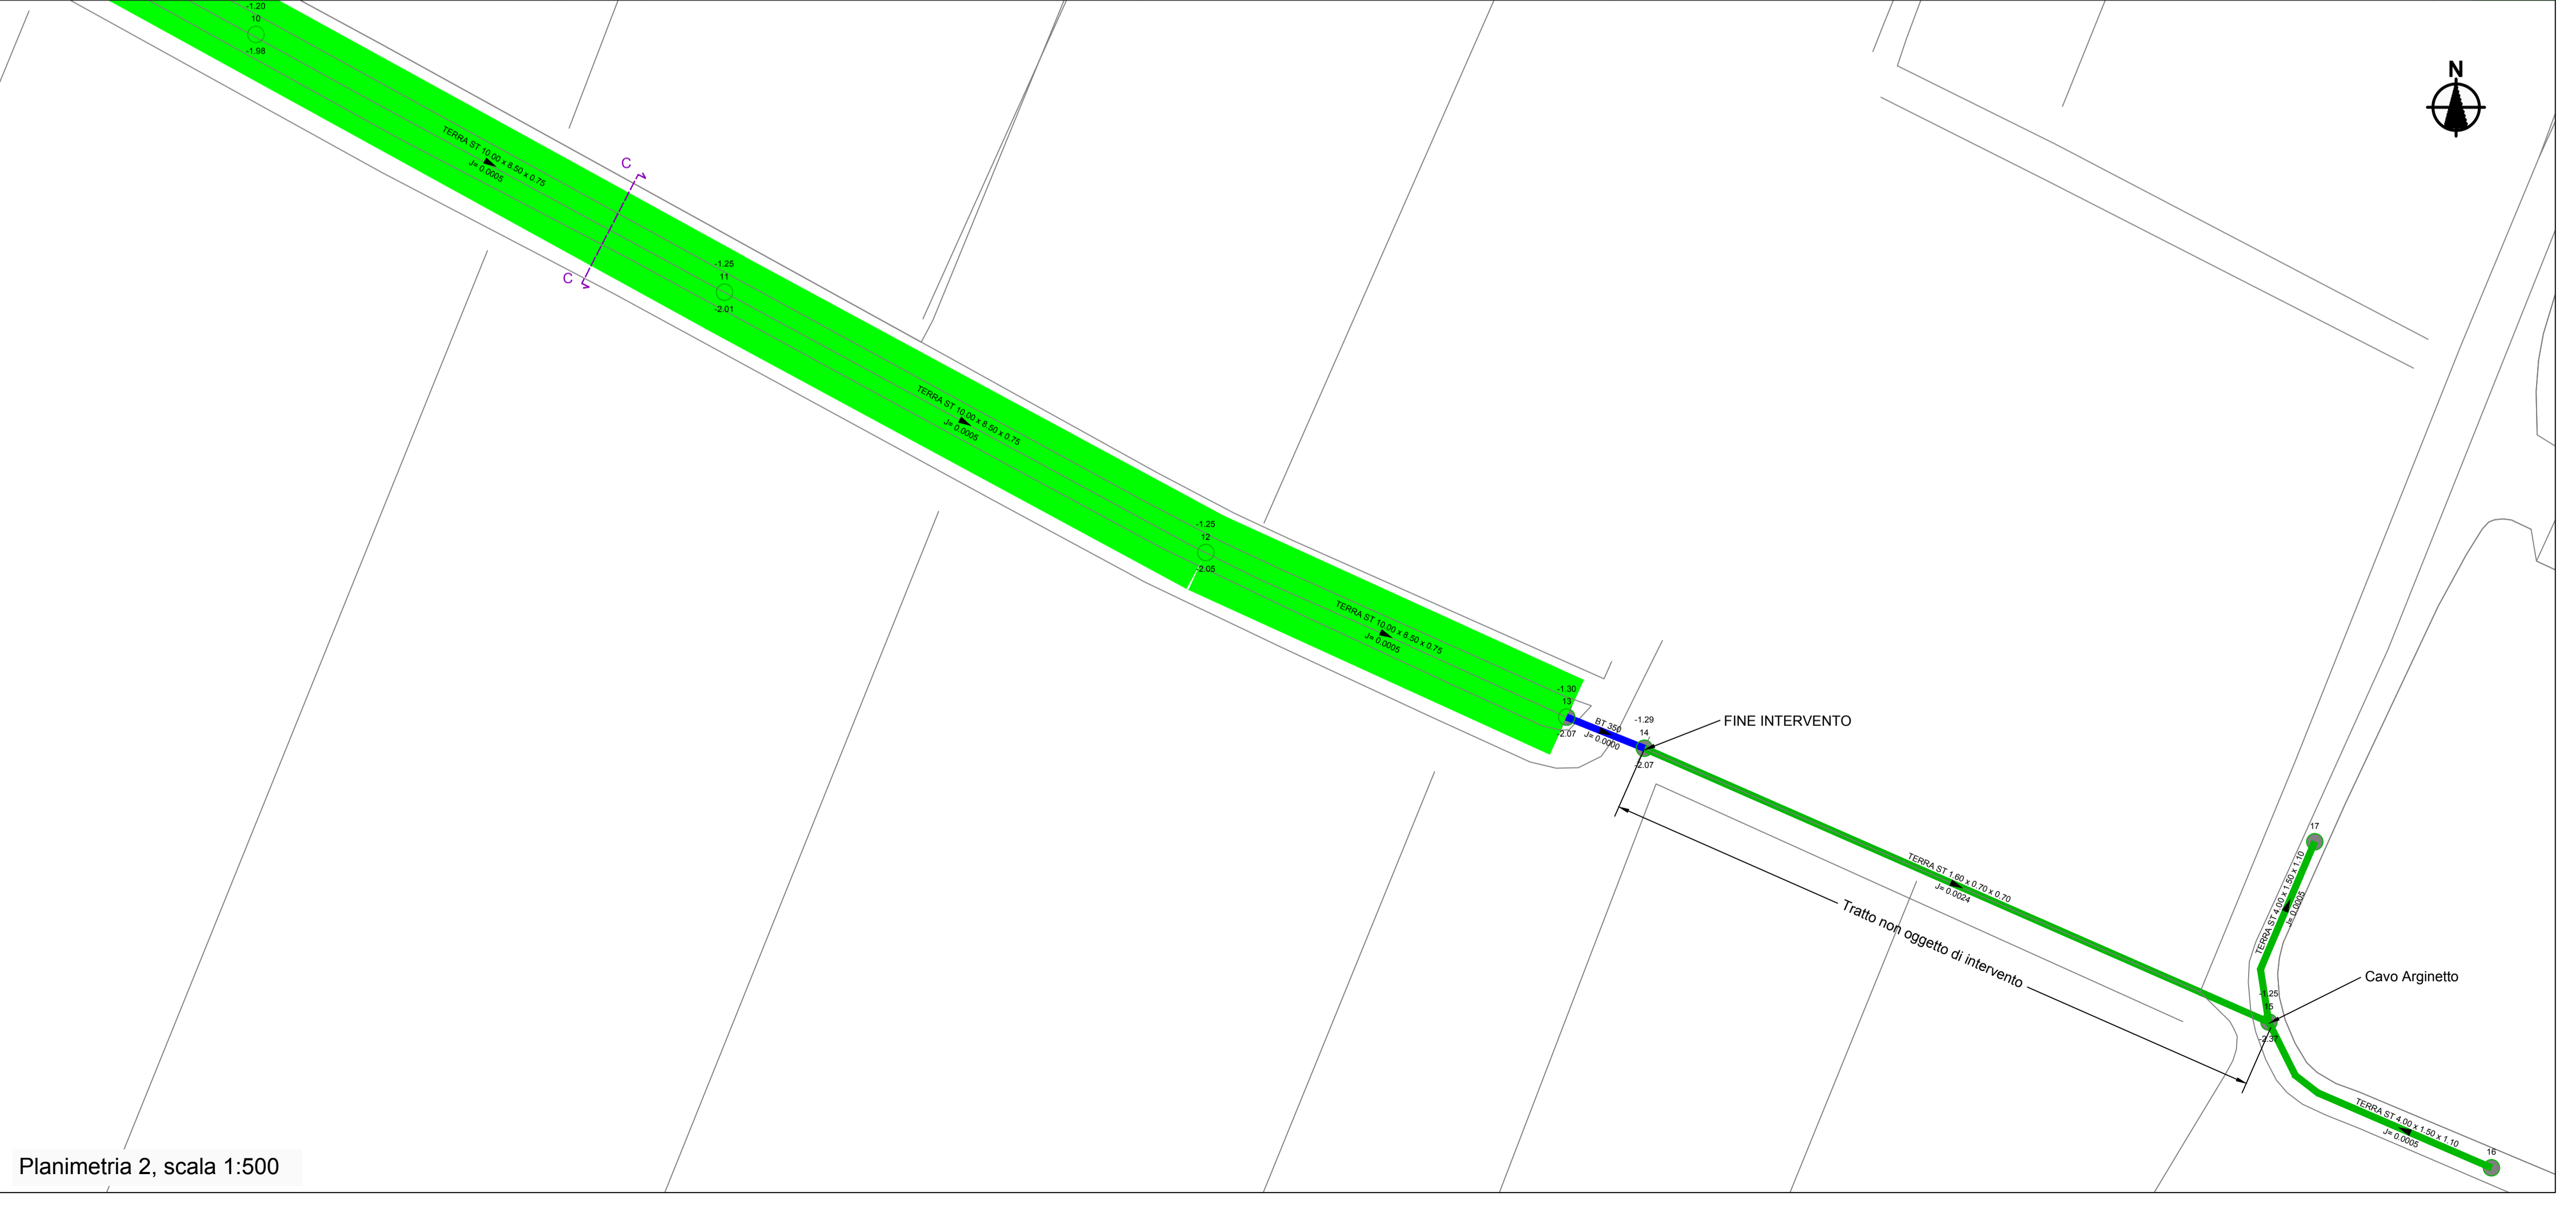 -1.20
10
-1.98
N
TERRA ST 10.00 x 8.50 x 0.75
J= 0.0005
C
C
-1.25
11
-2.01
TERRA ST 10.00 x 8.50 x 0.75
J= 0.0005
-1.25
12
-2.05
TERRA ST 10.00 x 8.50 x 0.75
J= 0.0005
-1.30
13
-2.07
BT 350
J= 0.0000
-1.29
14
-2.07
FINE INTERVENTO
TERRA ST 1.60 x 0.70 x 0.70
J= 0.0024
Tratto non oggetto di intervento
17
TERRA ST 4.00 x 1.50 x 1.10
J= 0.0005
Cavo Arginetto
-1.25
15
-2.37
TERRA ST 4.00 x 1.50 x 1.10
J= 0.0005
16
Planimetria 2, scala 1:500